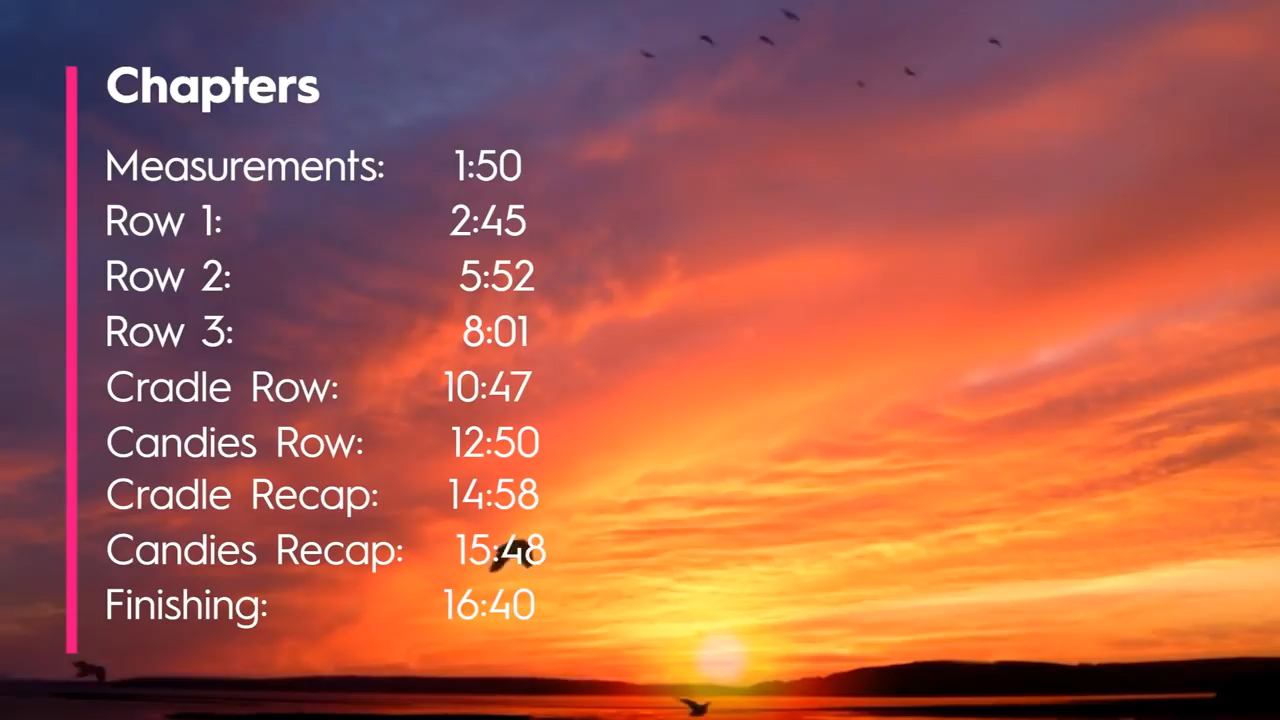 Chapters
Measurements: 1:50
Row 1: 2:45
Row 2: 5:52
Row 3: 8:01
Cradle Row: 10:47
Candies Row: 12:50
Cradle Recap: 14:58
Candies Recap: 15:48
Finishing: 16:40